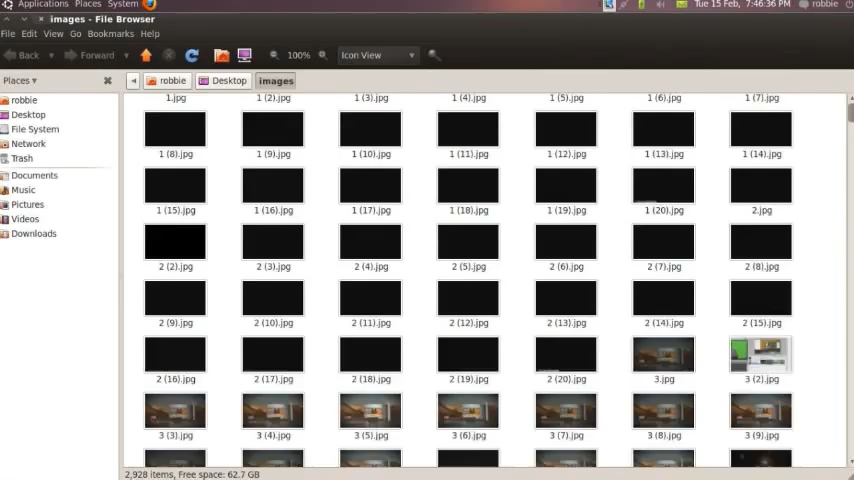 Applications Places System Tue 15 Feb, 7:46:36 PM robbie
images - File Browser
File Edit View Go Bookmarks Help
Back Forward 100% Icon View
Places robbie Desktop images
robbie
Desktop
File System
Network
Trash
Documents
Music
Pictures
Videos
Downloads
1.jpg 1 (2).jpg 1 (3).jpg 1 (4).jpg 1 (5).jpg 1 (6).jpg 1 (7).jpg
1 (8).jpg 1 (9).jpg 1 (10).jpg 1 (11).jpg 1 (12).jpg 1 (13).jpg 1 (14).jpg
1 (15).jpg 1 (16).jpg 1 (17).jpg 1 (18).jpg 1 (19).jpg 1 (20).jpg 2.jpg
2 (2).jpg 2 (3).jpg 2 (4).jpg 2 (5).jpg 2 (6).jpg 2 (7).jpg 2 (8).jpg
2 (9).jpg 2 (10).jpg 2 (11).jpg 2 (12).jpg 2 (13).jpg 2 (14).jpg 2 (15).jpg
2 (16).jpg 2 (17).jpg 2 (18).jpg 2 (19).jpg 2 (20).jpg 3.jpg 3 (2).jpg
3 (3).jpg 3 (4).jpg 3 (5).jpg 3 (6).jpg 3 (7).jpg 3 (8).jpg 3 (9).jpg
2,928 items, Free space: 62.7 GB